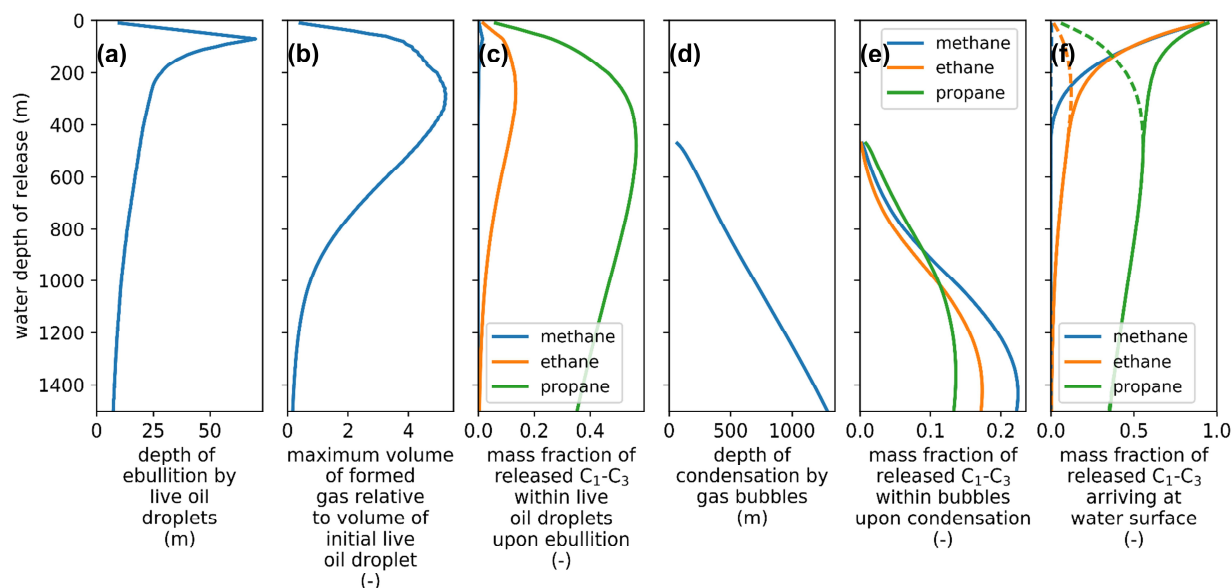 water depth of release (m)
0
200
400
600
800
1000
1200
1400
(a)
0
25
50
depth of
ebullition by
live oil
droplets
(m)
(b)
0
2
4
maximum volume
of formed
gas relative
to volume of
initial live
oil droplet
(-)
(c)
methane
ethane
propane
0.0
0.2
0.4
mass fraction of
released C₁-C₃
within live
oil droplets
upon ebullition
(-)
(d)
0
1000
depth of
condensation by
gas bubbles
(m)
(e)
methane
ethane
propane
0.0
0.1
0.2
mass fraction of
released C₁-C₃
within bubbles
upon condensation
(-)
(f)
methane
ethane
propane
0.0
0.5
1.0
mass fraction of
released C₁-C₃
arriving at
water surface
(-)